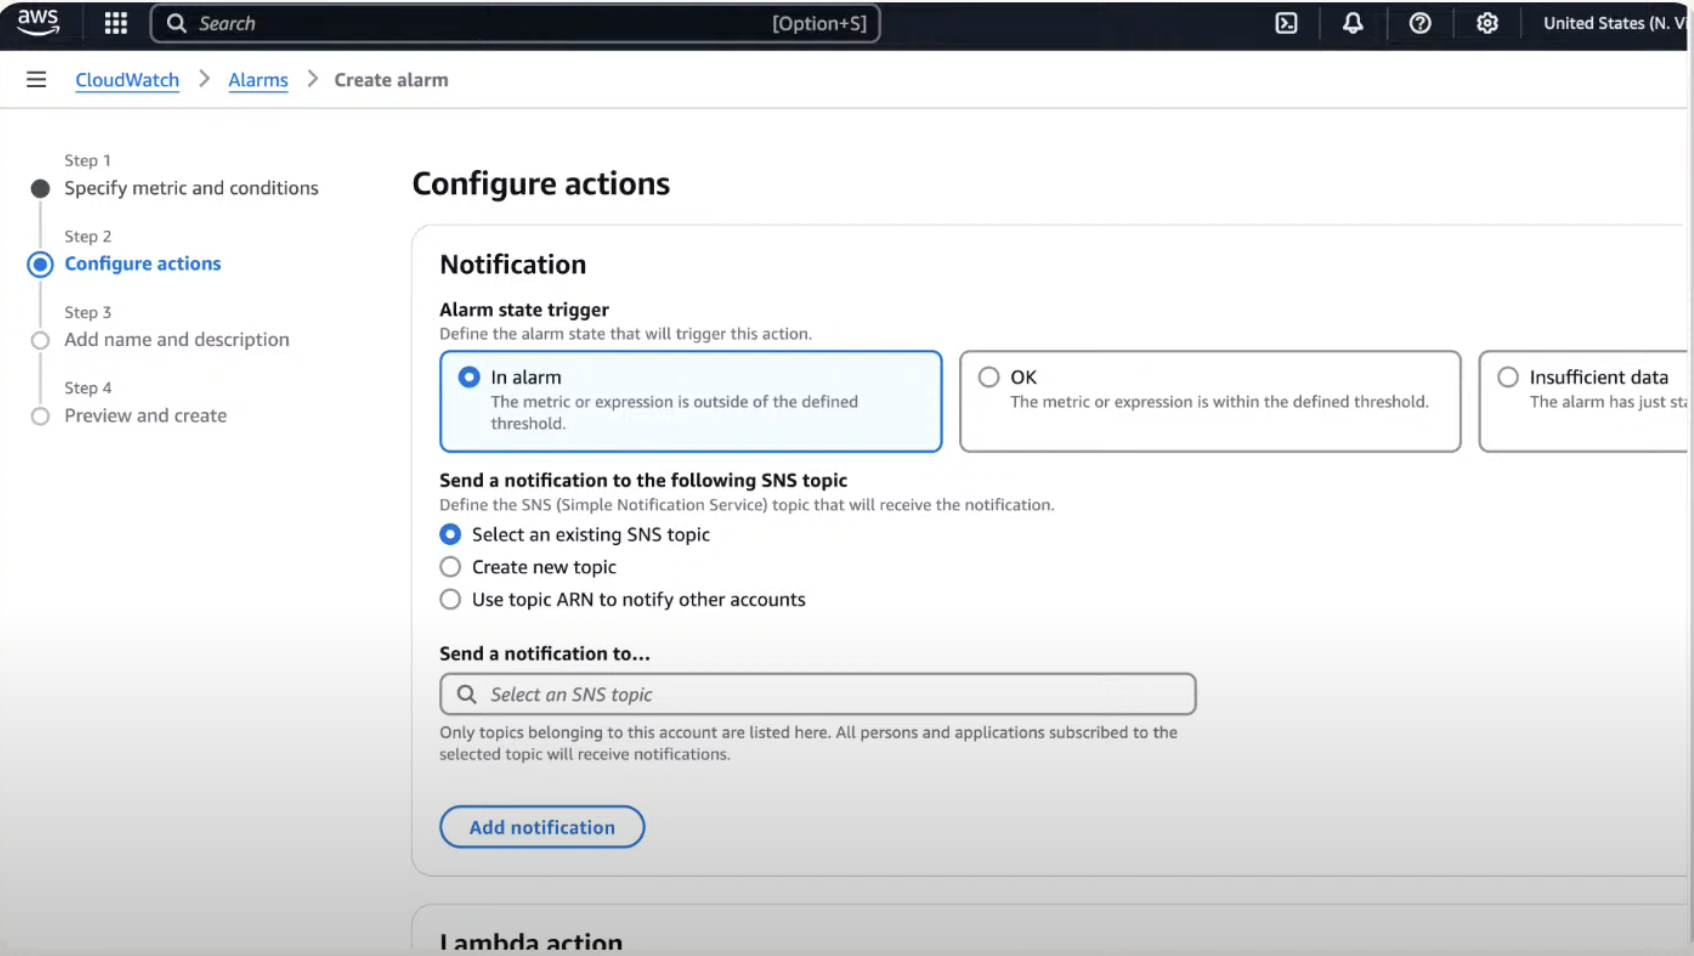 aws
Search
[Option+S]
United States (N. Vi
CloudWatch > Alarms > Create alarm
Step 1
Specify metric and conditions
Step 2
Configure actions
Step 3
Add name and description
Step 4
Preview and create
Configure actions
Notification
Alarm state trigger
Define the alarm state that will trigger this action.
In alarm
The metric or expression is outside of the defined
threshold.
OK
The metric or expression is within the defined threshold.
Insufficient data
The alarm has just sta
Send a notification to the following SNS topic
Define the SNS (Simple Notification Service) topic that will receive the notification.
Select an existing SNS topic
Create new topic
Use topic ARN to notify other accounts
Send a notification to...
Select an SNS topic
Only topics belonging to this account are listed here. All persons and applications subscribed to the
selected topic will receive notifications.
Add notification
Lambda action